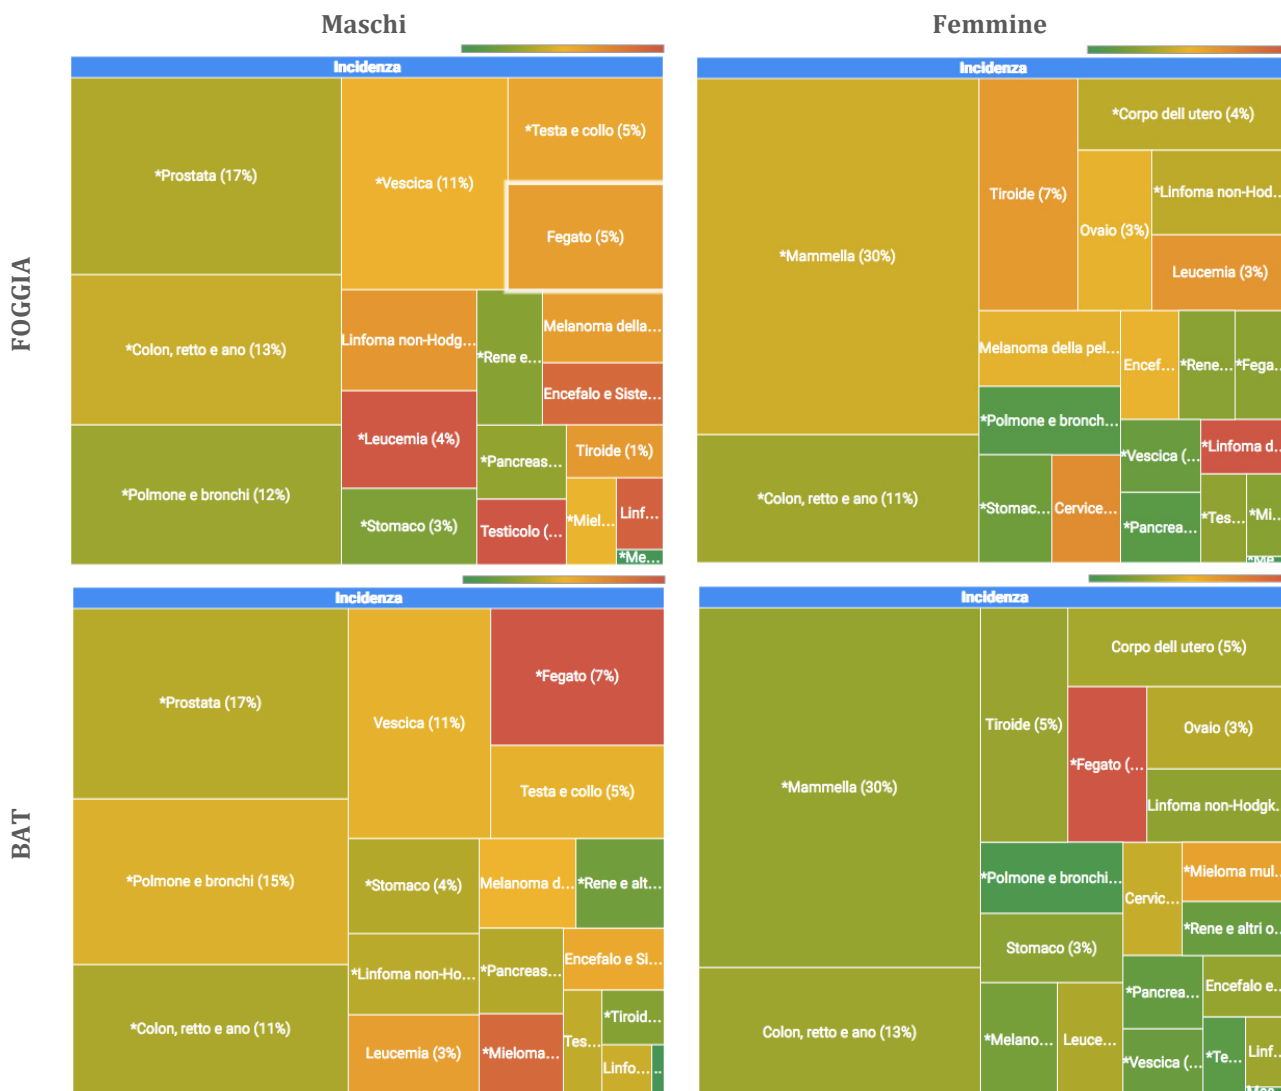 Maschi
Femmine
FOGGIA
Incidenza
*Prostata (17%)
*Colon, retto e ano (13%)
*Polmone e bronchi (12%)
*Vescica (11%)
*Testa e collo (5%)
Fegato (5%)
Linfoma non-Hodg...
*Leucemia (4%)
*Stomaco (3%)
*Rene e...
Melanoma della...
Encefalo e Siste...
*Pancreas...
Tiroide (1%)
Testicolo (...
*Miel...
Linf...
*Me...
Incidenza
*Mammella (30%)
*Colon, retto e ano (11%)
Tiroide (7%)
*Corpo dell utero (4%)
Ovaio (3%)
*Linfoma non-Hod...
Leucemia (3%)
Melanoma della pel...
*Polmone e bronch...
*Stomac...
Cervice...
Encef...
*Rene...
*Fega...
*Vescica (...
*Pancrea...
*Linfoma d...
*Tes...
*Mi...
BAT
Incidenza
*Prostata (17%)
*Polmone e bronchi (15%)
*Colon, retto e ano (11%)
Vescica (11%)
*Fegato (7%)
Testa e collo (5%)
*Stomaco (4%)
*Linfoma non-Ho...
Leucemia (3%)
Melanoma d...
*Rene e alt...
*Pancreas...
Encefalo e Si...
*Mieloma...
Tes...
*Tiroid...
Linfo...
..
Incidenza
*Mammella (30%)
Colon, retto e ano (13%)
Tiroide (5%)
Corpo dell utero (5%)
*Fegato (...
Ovaio (3%)
Linfoma non-Hodgk...
*Polmone e bronchi...
Stomaco (3%)
*Melano...
Leuce...
Cervic...
*Mieloma mul...
*Rene e altri o...
*Pancrea...
Encefalo e...
*Vescica (...
*Te...
Linf...